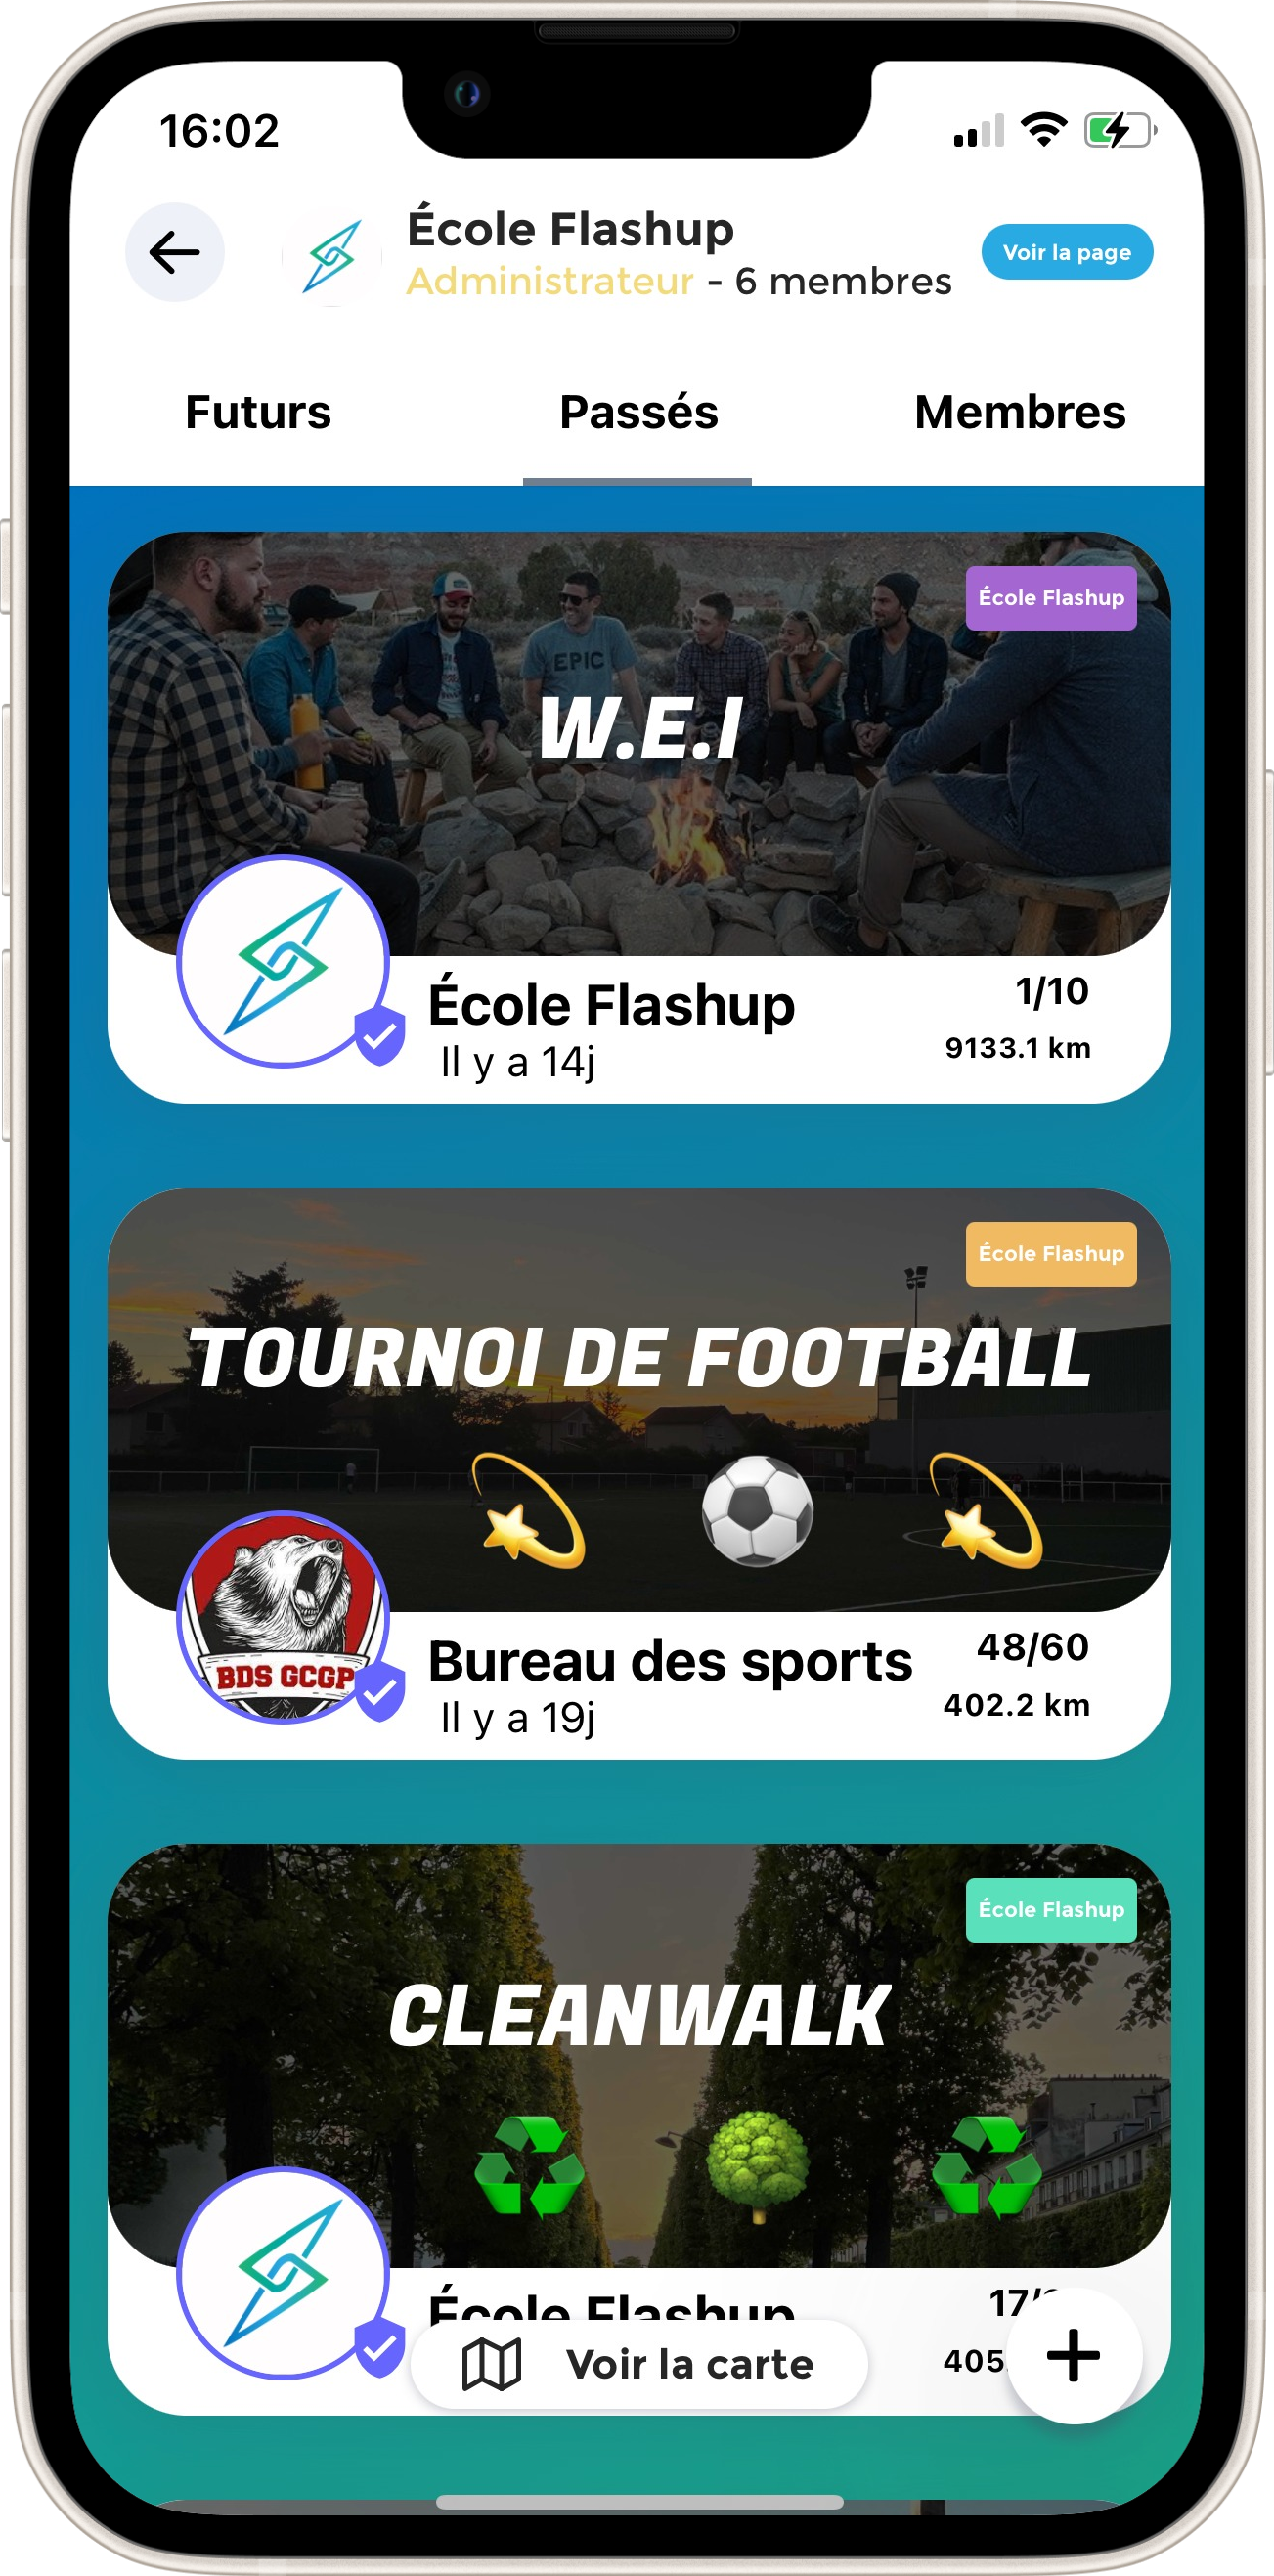 16:02
École Flashup
Administrateur - 6 membres
Voir la page
Futurs
Passés
Membres
École Flashup
EPIC
W.E.I
École Flashup
1/10
Il y a 14j
9133.1 km
École Flashup
TOURNOI DE FOOTBALL
BDS GCGP
Bureau des sports
48/60
Il y a 19j
402.2 km
École Flashup
CLEANWALK
École Flashup
17/
405.
Voir la carte